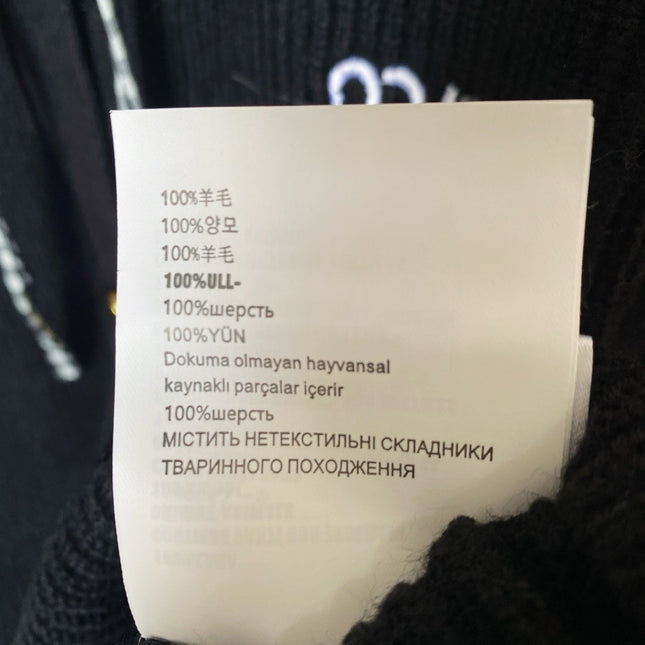 100%羊毛
100%양모
100%羊毛
100%ULL-
100%шерсть
100%YÜN
Dokuma olmayan hayvansal
kaynaklı parçalar içerir
100%шерсть
МІСТИТЬ НЕТЕКСТИЛЬНІ СКЛАДНИКИ
ТВАРИННОГО ПОХОДЖЕННЯ